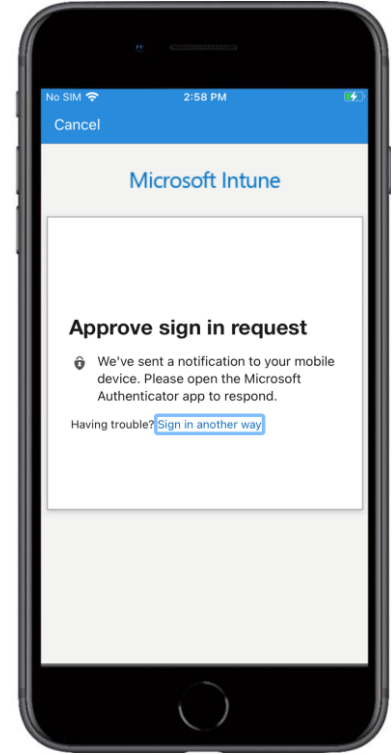 No SIM 2:58 PM
Cancel
Microsoft Intune
Approve sign in request
We've sent a notification to your mobile
device. Please open the Microsoft
Authenticator app to respond.
Having trouble? Sign in another way